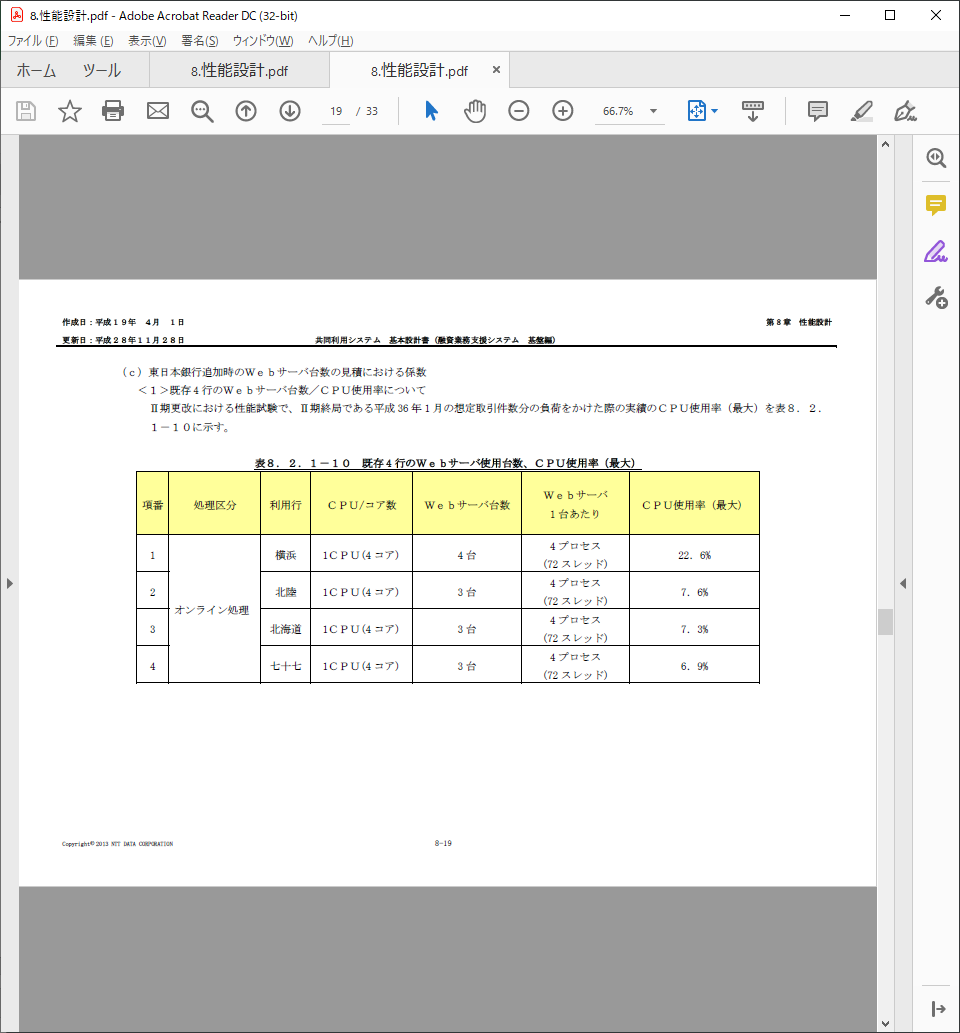 8.性能設計.pdf - Adobe Acrobat Reader DC (32-bit)
ファイル(F) 編集(E) 表示(V) 署名(S) ウィンドウ(W) ヘルプ(H)
ホーム ツール 8.性能設計.pdf 8.性能設計.pdf ×
19 / 33 66.7%
作成日：平成１９年　４月　１日 第８章　性能設計
更新日：平成２８年１１月２８日 共同利用システム　基本設計書（融資業務支援システム　基盤編）
（ｃ）東日本銀行追加時のＷｅｂサーバ台数の見積における係数
＜１＞既存４行のＷｅｂサーバ台数／ＣＰＵ使用率について
Ⅱ期更改における性能試験で、Ⅱ期終局である平成36年１月の想定取引件数分の負荷をかけた際の実績のＣＰＵ使用率（最大）を表８．２．
１－１０に示す。
表８．２．１－１０　既存４行のＷｅｂサーバ使用台数、ＣＰＵ使用率（最大）
項番 処理区分 利用行 ＣＰＵ/コア数 Ｗｅｂサーバ台数 Ｗｅｂサーバ１台あたり ＣＰＵ使用率（最大）
1 オンライン処理 横浜 1ＣＰＵ(4コア) 4台 4プロセス(72スレッド) 22．6%
2 北陸 1ＣＰＵ(4コア) 3台 4プロセス(72スレッド) 7．6%
3 北海道 1ＣＰＵ(4コア) 3台 4プロセス(72スレッド) 7．3%
4 七十七 1ＣＰＵ(4コア) 3台 4プロセス(72スレッド) 6．9%
Copyright© 2013 NTT DATA CORPORATION 8-19